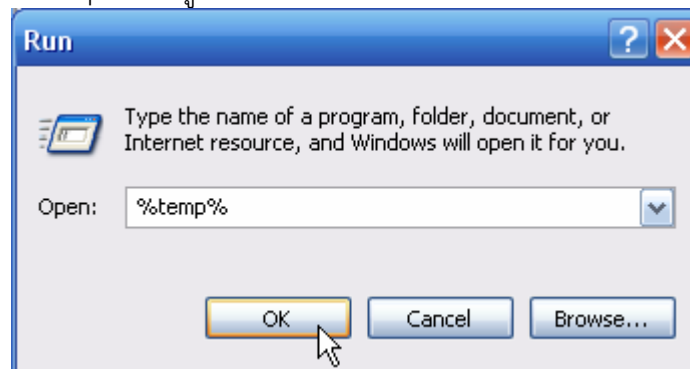 Run
Type the name of a program, folder, document, or
Internet resource, and Windows will open it for you.
Open: %temp%
OK Cancel Browse...